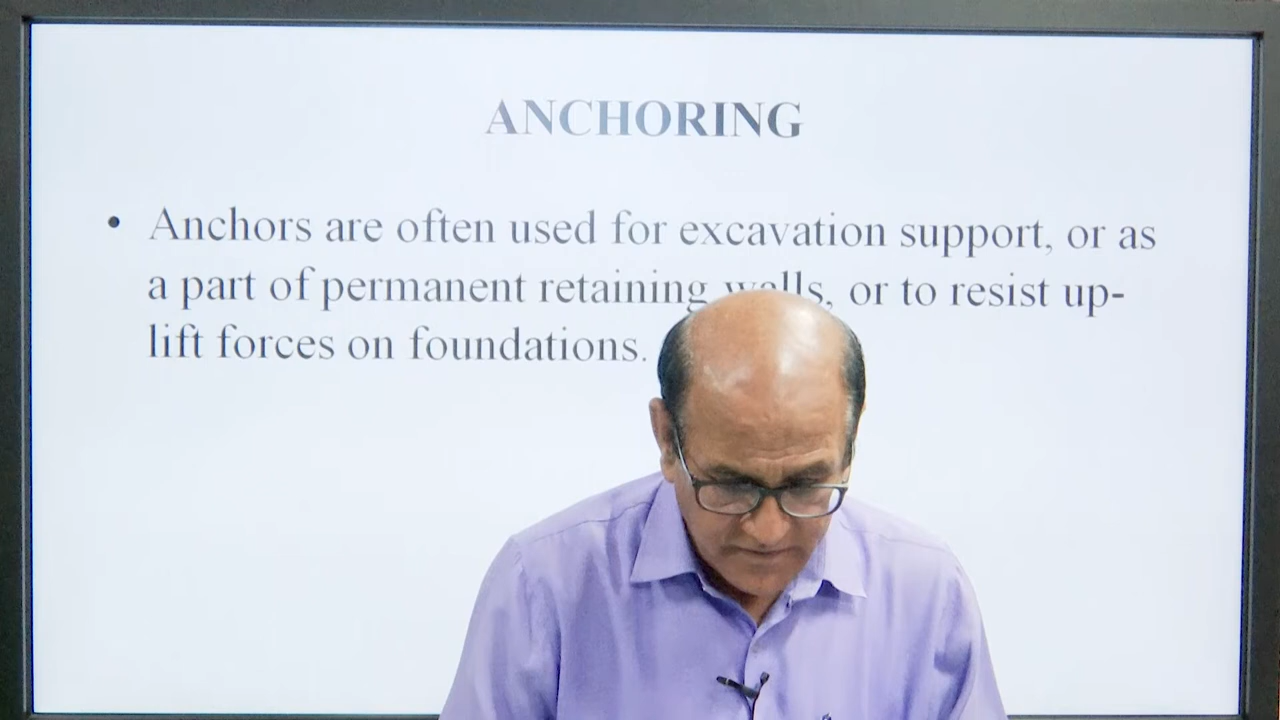 ANCHORING
• Anchors are often used for excavation support, or as
a part of permanent retaining walls, or to resist up-
lift forces on foundations.